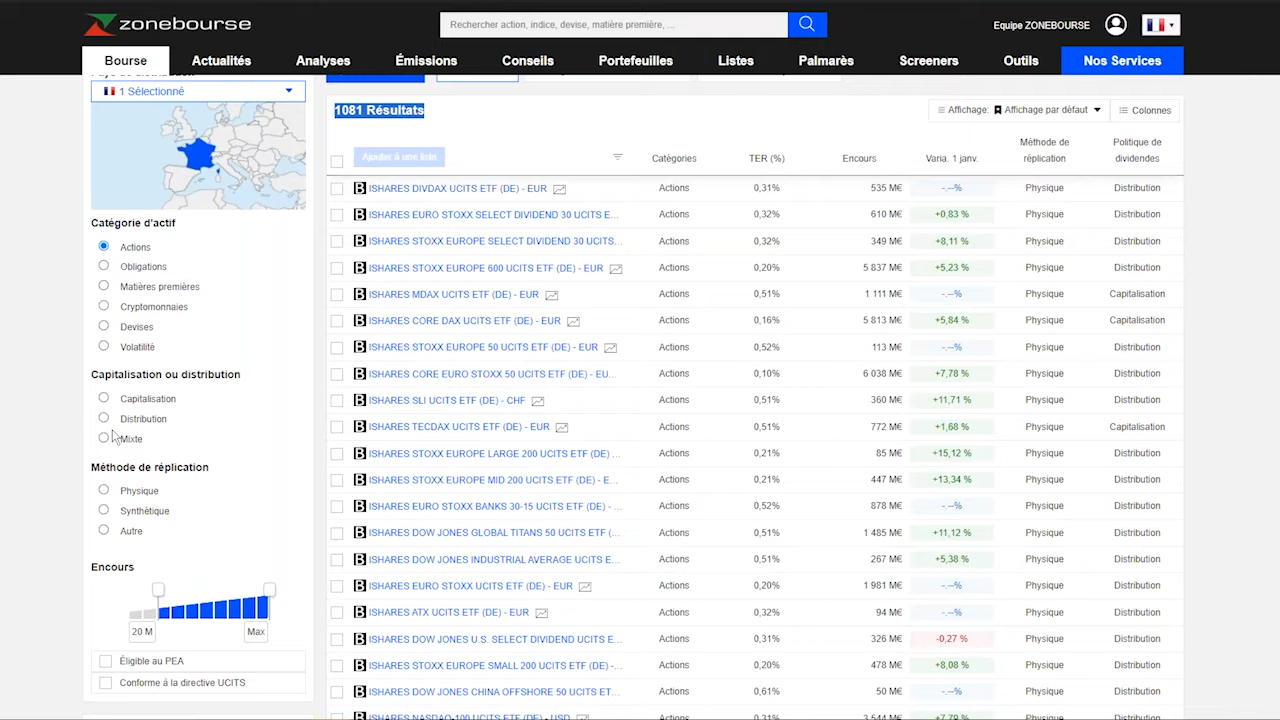 zonebourse
Rechercher action, indice, devise, matière première, ...
Equipe ZONEBOURSE
Bourse Actualités Analyses Émissions Conseils Portefeuilles Listes Palmarès Screeners Outils Nos Services
1 Sélectionné
1081 Résultats
Affichage: Affichage par défaut
Colonnes
Ajouter à une liste
Catégories TER (%) Encours Varia. 1 janv. Méthode de réplication Politique de dividendes
Catégorie d'actif
Actions
Obligations
Matières premières
Cryptomonnaies
Devises
Volatilité
Capitalisation ou distribution
Capitalisation
Distribution
Mixte
Méthode de réplication
Physique
Synthétique
Autre
Encours
20 M
Max
Éligible au PEA
Conforme à la directive UCITS
ISHARES DIVDAX UCITS ETF (DE) - EUR Actions 0,31% 535 M€ -.--% Physique Distribution
ISHARES EURO STOXX SELECT DIVIDEND 30 UCITS E... Actions 0,32% 610 M€ +0,83 % Physique Distribution
ISHARES STOXX EUROPE SELECT DIVIDEND 30 UCITS... Actions 0,32% 349 M€ +8,11 % Physique Distribution
ISHARES STOXX EUROPE 600 UCITS ETF (DE) - EUR Actions 0,20% 5 837 M€ +5,23 % Physique Distribution
ISHARES MDAX UCITS ETF (DE) - EUR Actions 0,51% 1 111 M€ -.--% Physique Capitalisation
ISHARES CORE DAX UCITS ETF (DE) - EUR Actions 0,16% 5 813 M€ +5,84 % Physique Capitalisation
ISHARES STOXX EUROPE 50 UCITS ETF (DE) - EUR Actions 0,52% 113 M€ -.--% Physique Distribution
ISHARES CORE EURO STOXX 50 UCITS ETF (DE) - EU... Actions 0,10% 6 038 M€ +7,78 % Physique Distribution
ISHARES SLI UCITS ETF (DE) - CHF Actions 0,51% 360 M€ +11,71 % Physique Distribution
ISHARES TECDAX UCITS ETF (DE) - EUR Actions 0,51% 772 M€ +1,68 % Physique Capitalisation
ISHARES STOXX EUROPE LARGE 200 UCITS ETF (DE) ... Actions 0,21% 85 M€ +15,12 % Physique Distribution
ISHARES STOXX EUROPE MID 200 UCITS ETF (DE) - E... Actions 0,21% 447 M€ +13,34 % Physique Distribution
ISHARES EURO STOXX BANKS 30-15 UCITS ETF (DE) - ... Actions 0,52% 878 M€ -.--% Physique Distribution
ISHARES DOW JONES GLOBAL TITANS 50 UCITS ETF (... Actions 0,51% 1 485 M€ +11,12 % Physique Distribution
ISHARES DOW JONES INDUSTRIAL AVERAGE UCITS E... Actions 0,51% 267 M€ +5,38 % Physique Distribution
ISHARES EURO STOXX UCITS ETF (DE) - EUR Actions 0,20% 1 981 M€ -.--% Physique Distribution
ISHARES ATX UCITS ETF (DE) - EUR Actions 0,32% 94 M€ -.--% Physique Distribution
ISHARES DOW JONES U.S. SELECT DIVIDEND UCITS E... Actions 0,31% 326 M€ -0,27 % Physique Distribution
ISHARES STOXX EUROPE SMALL 200 UCITS ETF (DE) -... Actions 0,20% 478 M€ +8,08 % Physique Distribution
ISHARES DOW JONES CHINA OFFSHORE 50 UCITS ET... Actions 0,61% 50 M€ -.--% Physique Distribution
ISHARES NASDAQ-100 UCITS ETF (DE) - USD Actions 0,31% 3 544 M€ +7,79 % Physique Distribution